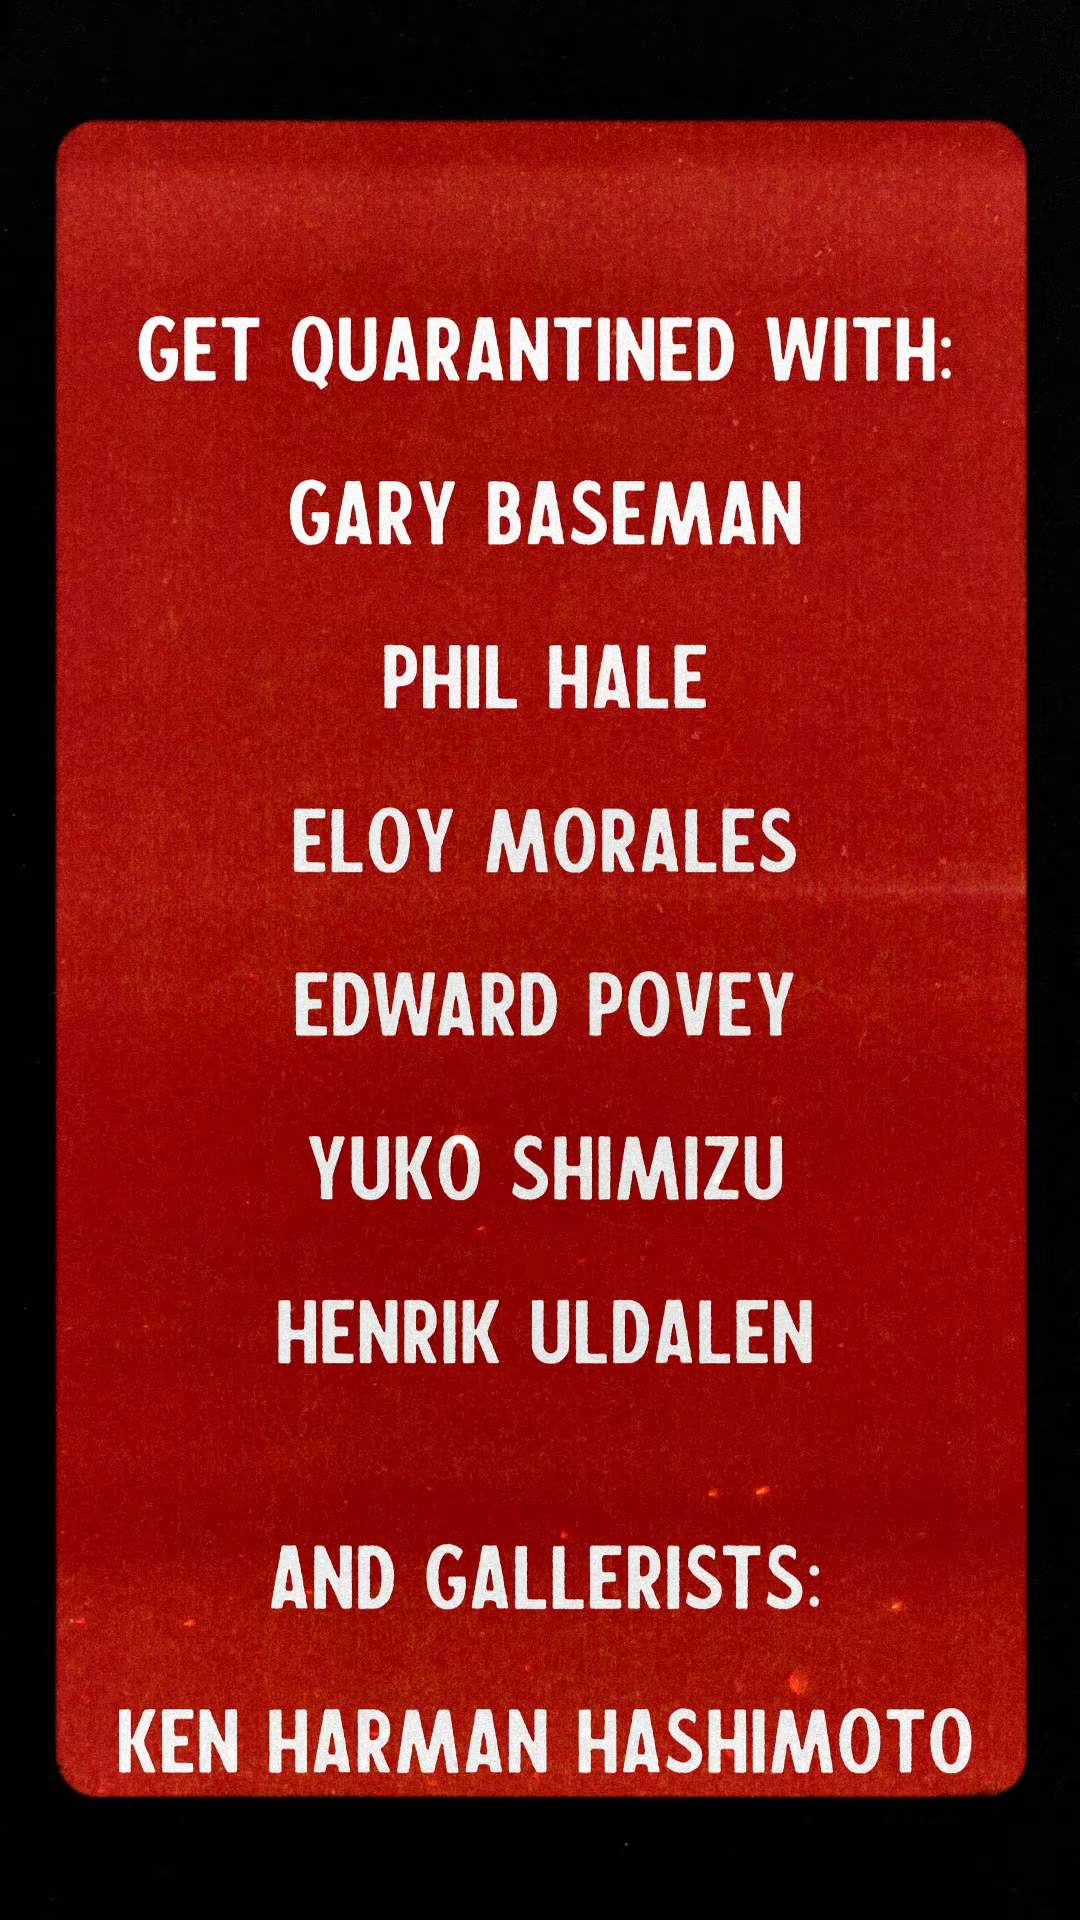 GET QUARANTINED WITH:
GARY BASEMAN
PHIL HALE
ELOY MORALES
EDWARD POVEY
YUKO SHIMIZU
HENRIK ULDALEN
AND GALLERISTS:
KEN HARMAN HASHIMOTO